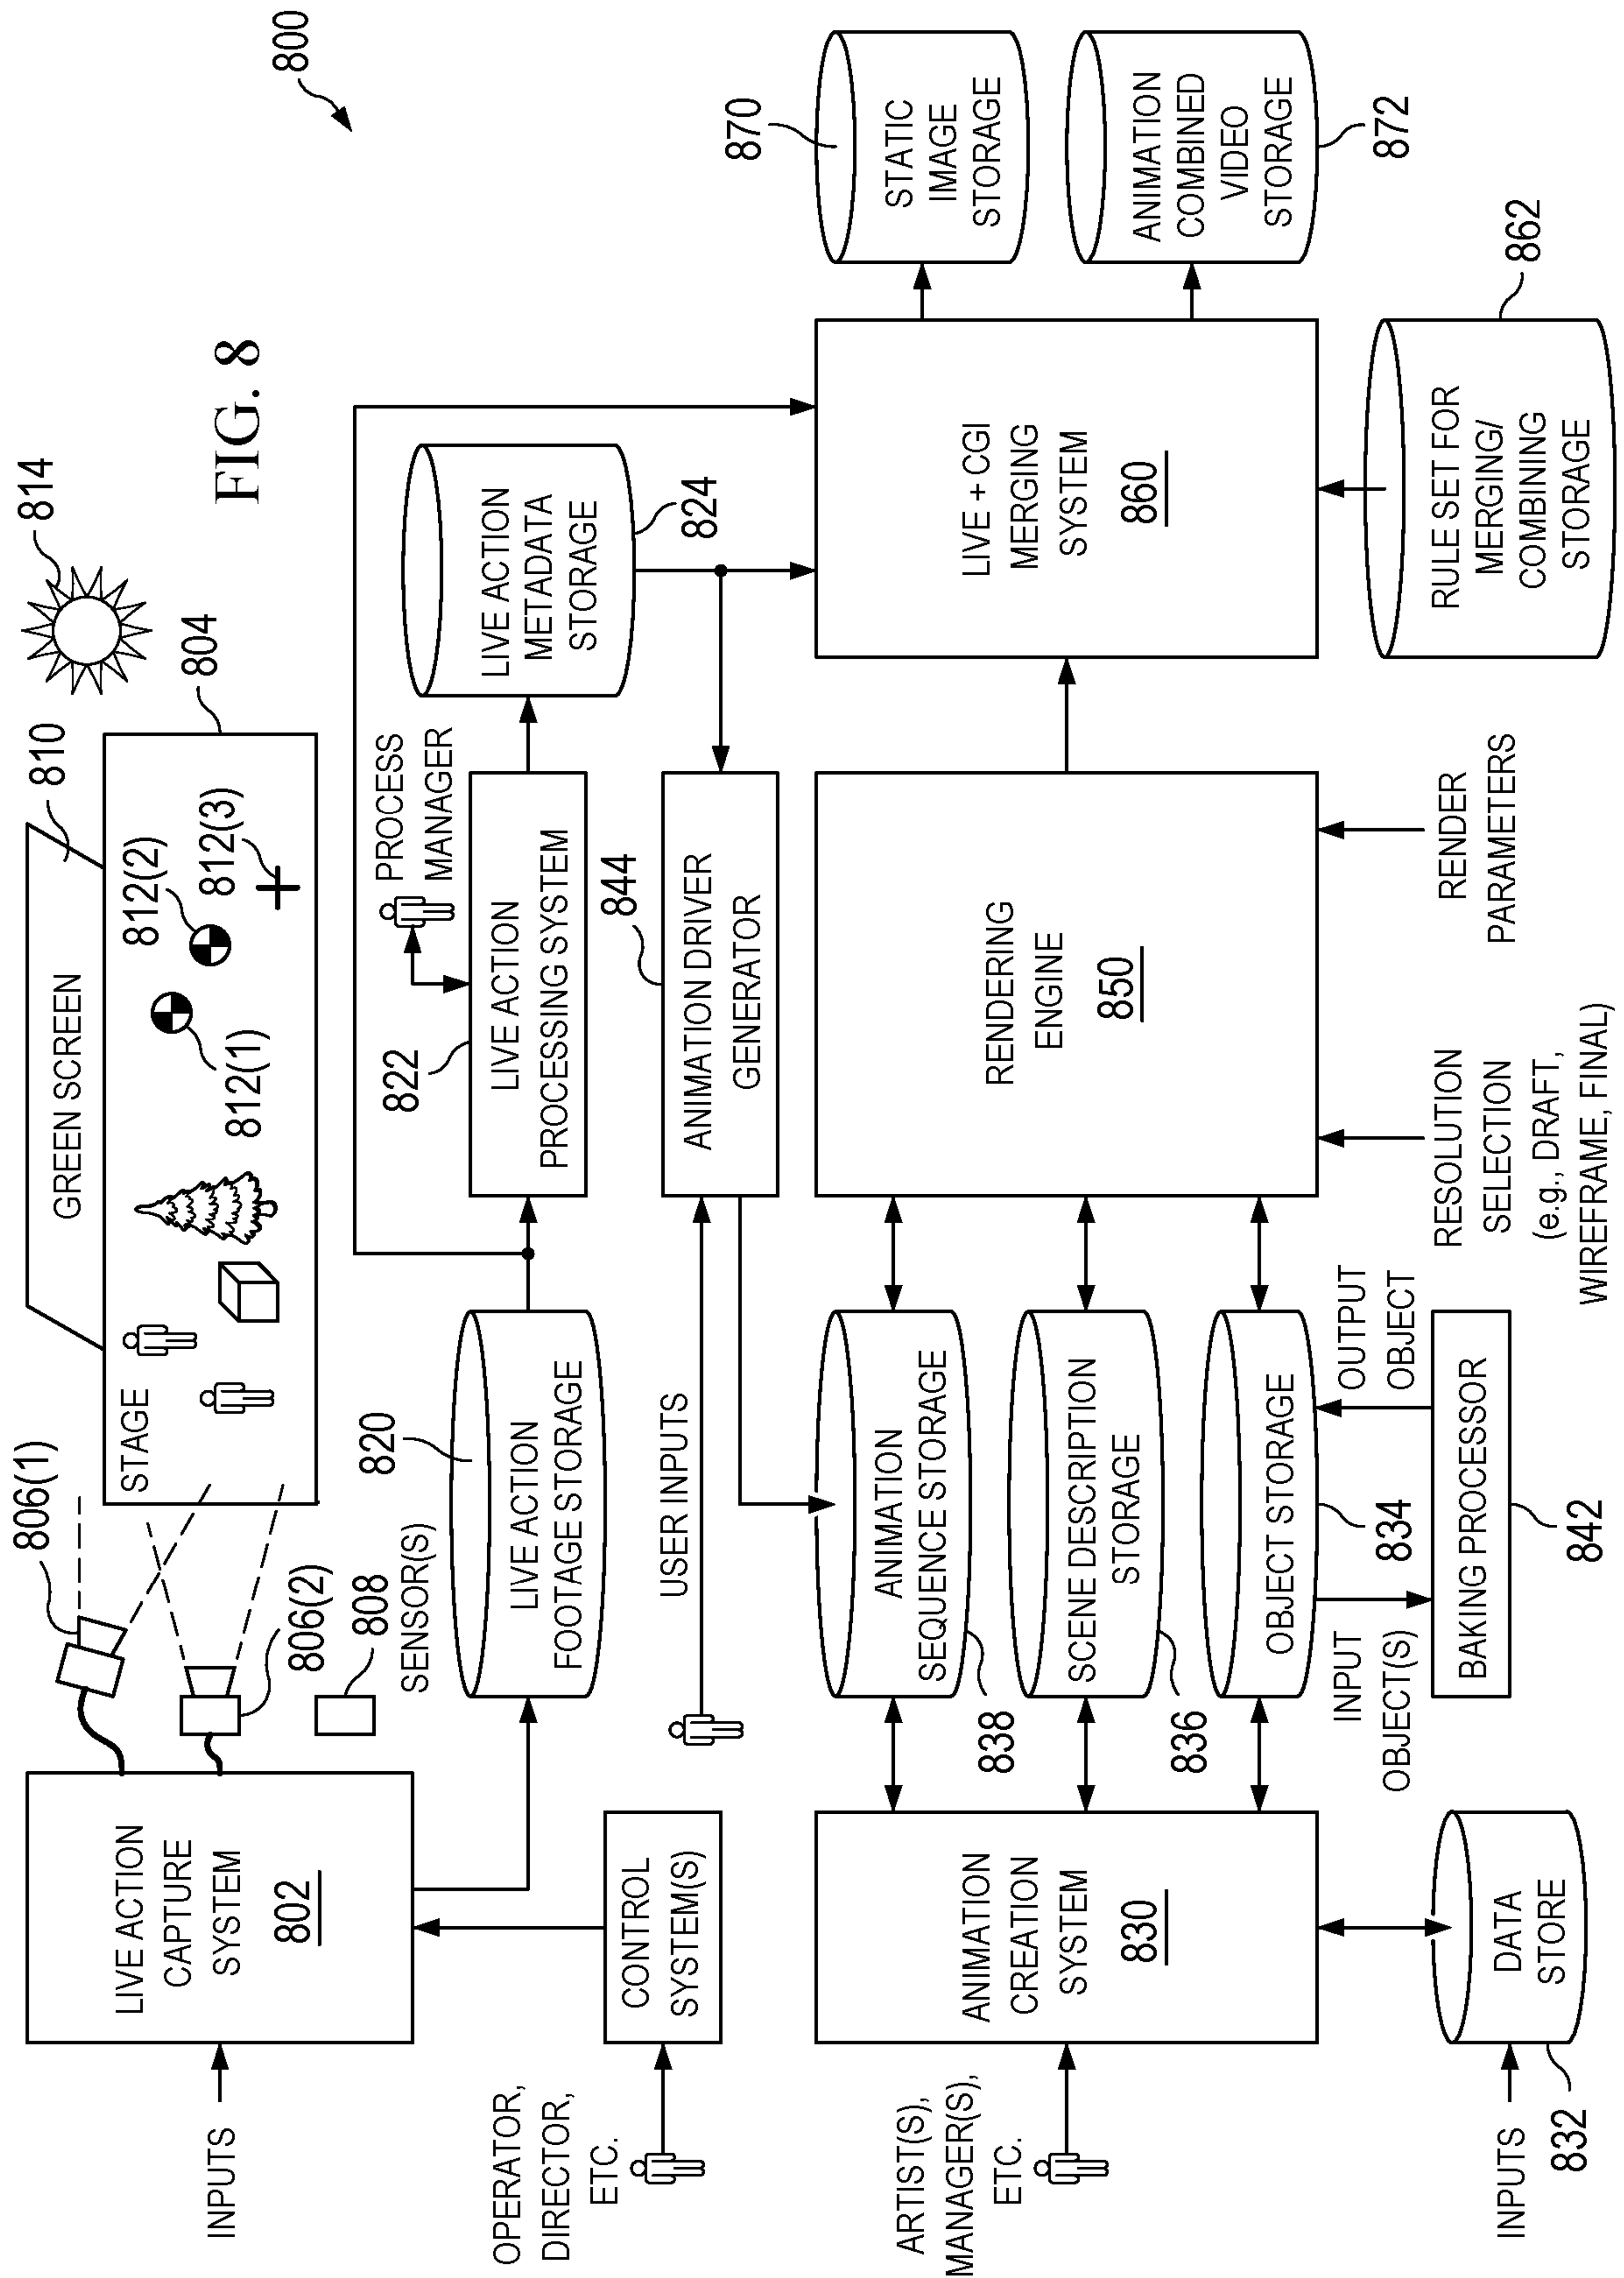 800
FIG. 8
814
804
810
GREEN SCREEN
812(2)
812(3)
812(1)
STAGE
806(1)
806(2)
808
SENSOR(S)
LIVE ACTION
CAPTURE
SYSTEM
802
INPUTS
OPERATOR,
DIRECTOR,
ETC.
CONTROL
SYSTEM(S)
820
LIVE ACTION
FOOTAGE STORAGE
822
LIVE ACTION
PROCESSING SYSTEM
PROCESS
MANAGER
LIVE ACTION
METADATA
STORAGE
824
USER INPUTS
844
ANIMATION DRIVER
GENERATOR
ARTIST(S),
MANAGER(S),
ETC.
ANIMATION
CREATION
SYSTEM
830
ANIMATION
SEQUENCE STORAGE
838
SCENE DESCRIPTION
STORAGE
836
OBJECT STORAGE
834
INPUT
OBJECT(S)
OUTPUT
OBJECT
BAKING PROCESSOR
842
INPUTS
DATA
STORE
832
RENDERING
ENGINE
850
RESOLUTION
SELECTION
(e.g., DRAFT,
WIREFRAME, FINAL)
RENDER
PARAMETERS
LIVE + CGI
MERGING
SYSTEM
860
RULE SET FOR
MERGING/
COMBINING
STORAGE
862
870
STATIC
IMAGE
STORAGE
ANIMATION
COMBINED
VIDEO
STORAGE
872